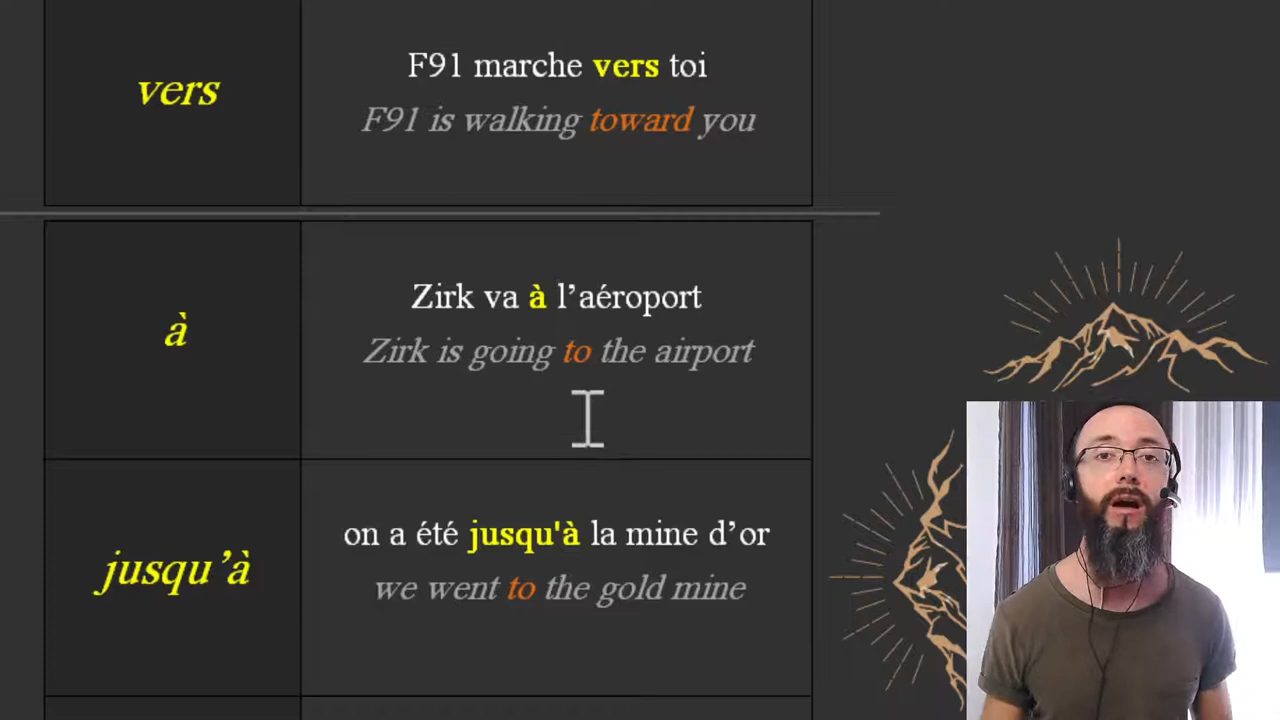 vers
F91 marche vers toi
F91 is walking toward you
à
Zirk va à l’aéroport
Zirk is going to the airport
jusqu’à
on a été jusqu'à la mine d’or
we went to the gold mine